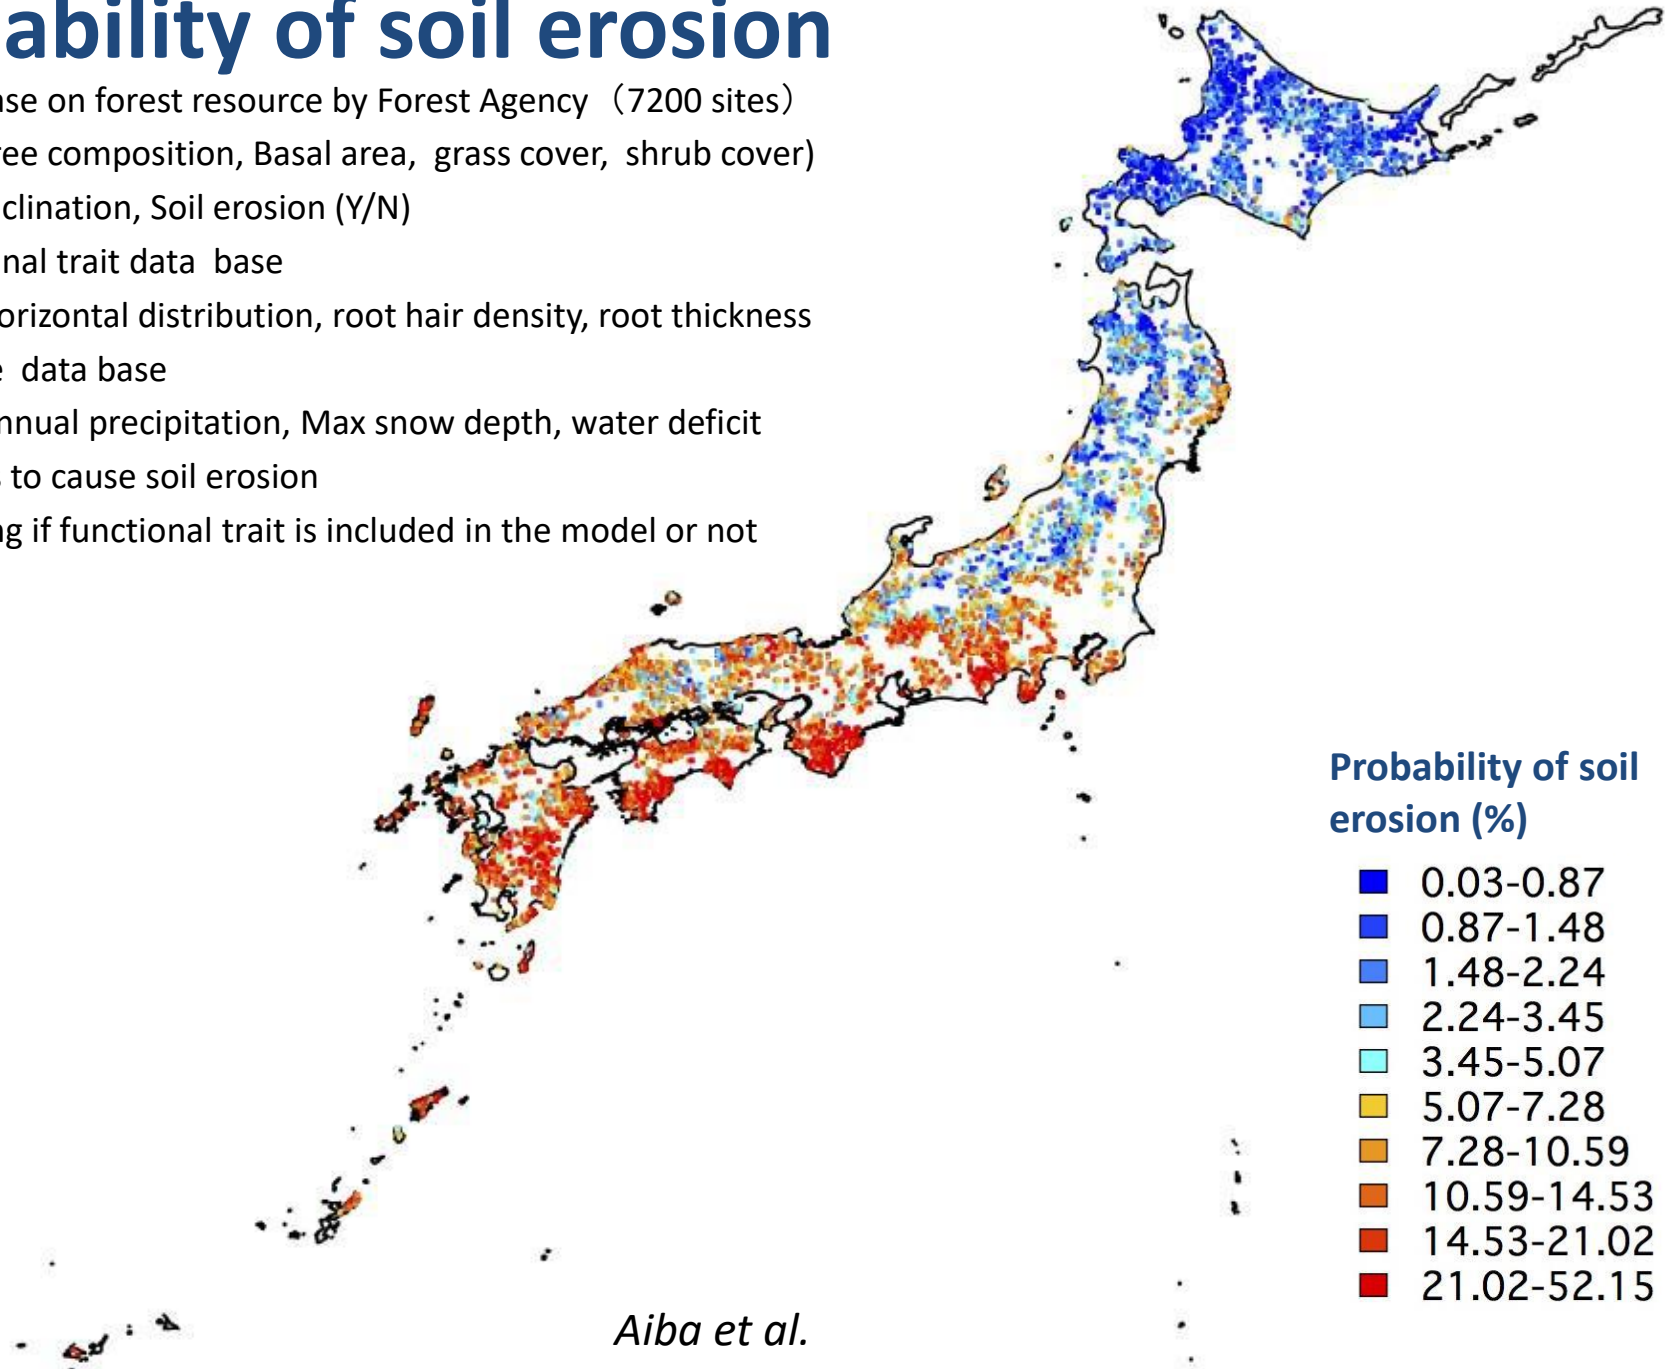 ability of soil erosion
ase on forest resource by Forest Agency（7200 sites）
ree composition, Basal area, grass cover, shrub cover)
clination, Soil erosion (Y/N)
nal trait data base
orizontal distribution, root hair density, root thickness
e data base
nnual precipitation, Max snow depth, water deficit
s to cause soil erosion
ng if functional trait is included in the model or not
Probability of soil
erosion (%)
0.03-0.87
0.87-1.48
1.48-2.24
2.24-3.45
3.45-5.07
5.07-7.28
7.28-10.59
10.59-14.53
14.53-21.02
21.02-52.15
Aiba et al.